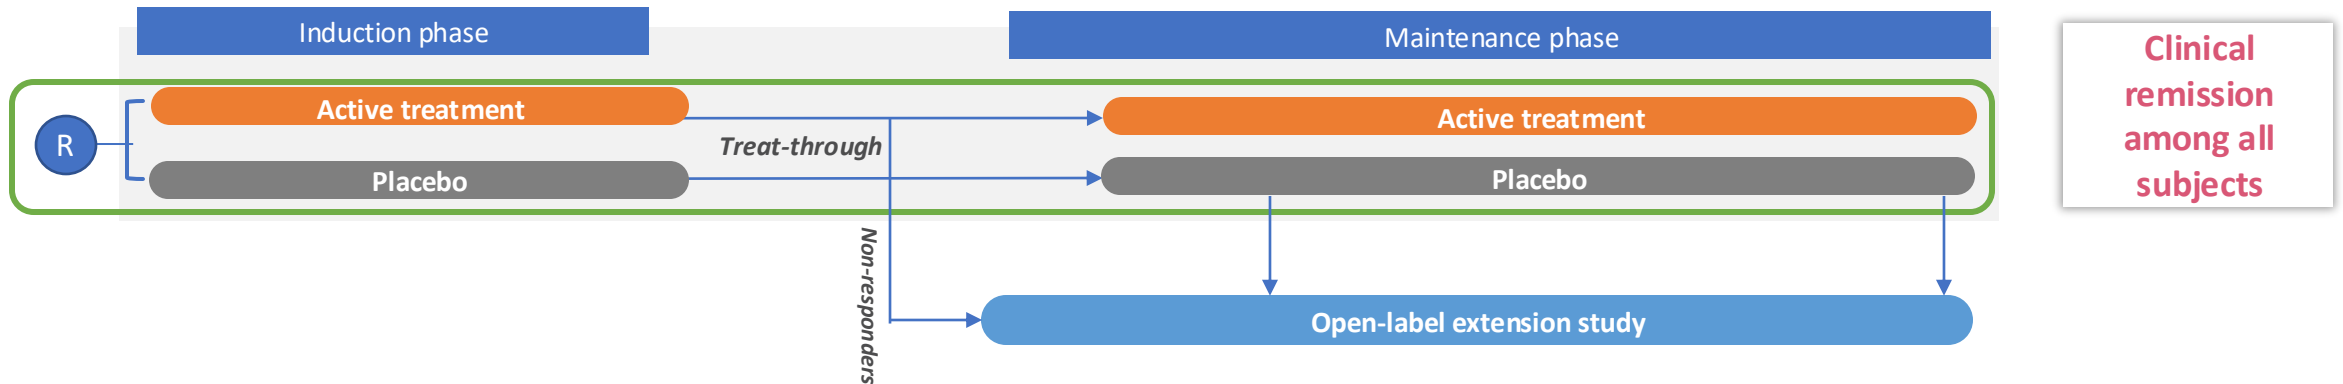 Induction phase
Maintenance phase
Clinical
remission
among all
subjects
R
Active treatment
Active treatment
Treat-through
Placebo
Placebo
Non-responders
Open-label extension study